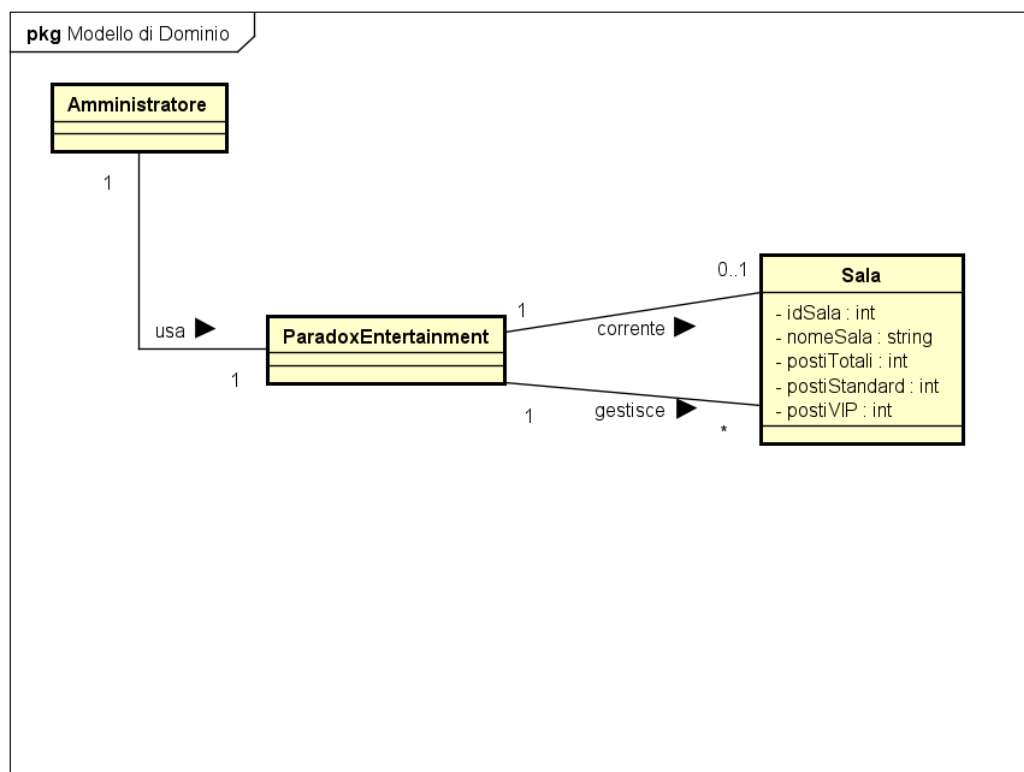 pkg Modello di Dominio
Amministratore
1
usa ▶
1
ParadoxEntertainment
1
corrente ▶
0..1
1
gestisce ▶
*
Sala
- idSala : int
- nomeSala : string
- postiTotali : int
- postiStandard : int
- postiVIP : int